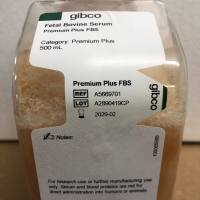 gibco
Fetal Bovine Serum
Premium Plus FBS
Category: Premium Plus
500 mL
Premium Plus FBS
REF A5669701
LOT A2890419CP
2029-02
gibco
Notes:
For research use or further manufacturing use
only. Serum and blood proteins are not for
direct administration into humans or animals.